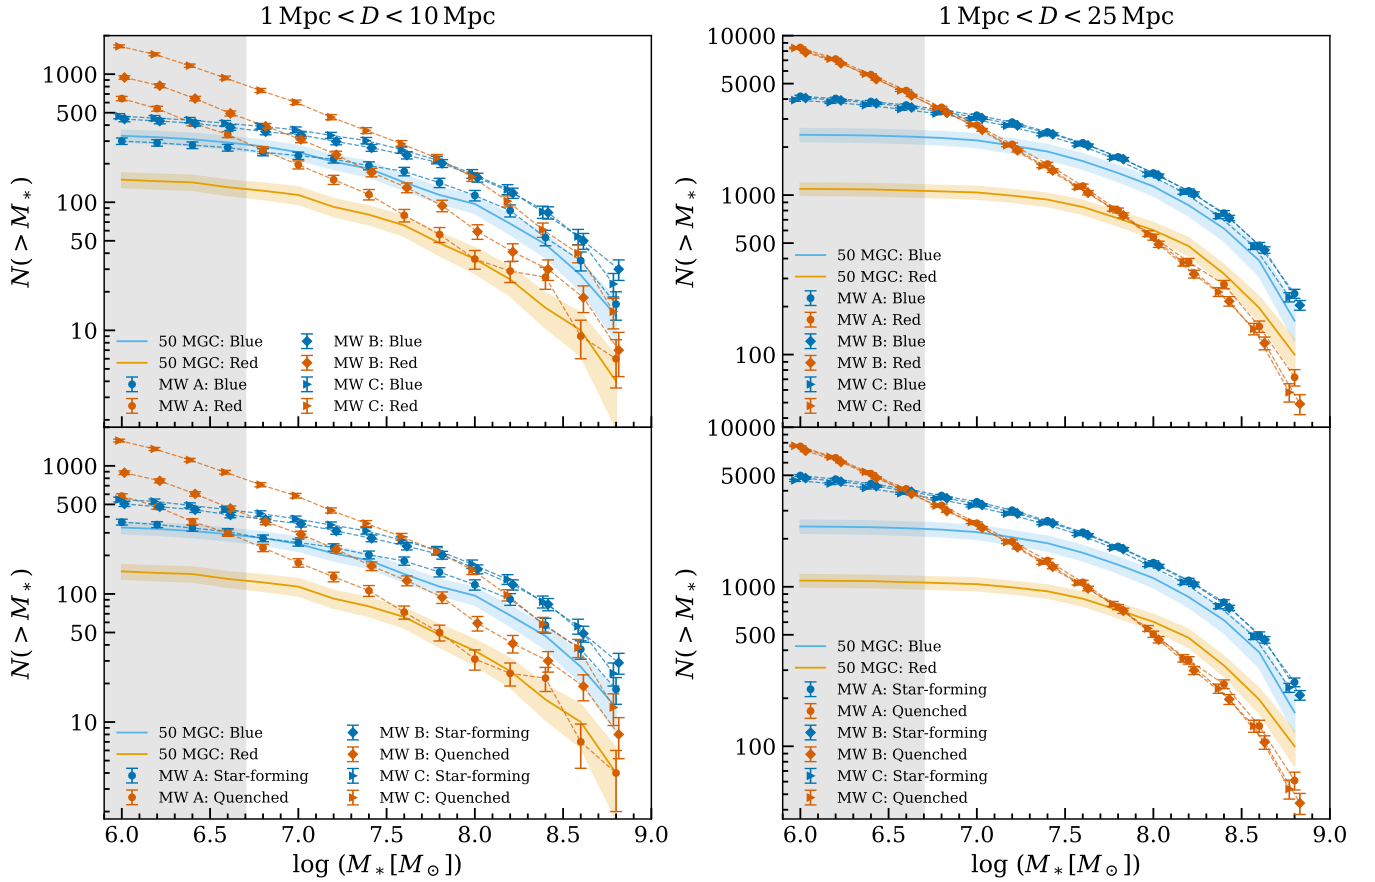 1 Mpc < D < 10 Mpc
1 Mpc < D < 25 Mpc
N( > M∗)
1000
500
100
50
10
50 MGC: Blue
50 MGC: Red
MW A: Blue
MW A: Red
MW B: Blue
MW B: Red
MW C: Blue
MW C: Red
N( > M∗)
10000
5000
1000
500
100
50 MGC: Blue
50 MGC: Red
MW A: Blue
MW A: Red
MW B: Blue
MW B: Red
MW C: Blue
MW C: Red
N( > M∗)
1000
500
100
50
10
50 MGC: Blue
50 MGC: Red
MW A: Star-forming
MW A: Quenched
MW B: Star-forming
MW B: Quenched
MW C: Star-forming
MW C: Quenched
6.0 6.5 7.0 7.5 8.0 8.5 9.0
log (M∗[M⊙])
N( > M∗)
10000
5000
1000
500
100
50 MGC: Blue
50 MGC: Red
MW A: Star-forming
MW A: Quenched
MW B: Star-forming
MW B: Quenched
MW C: Star-forming
MW C: Quenched
6.0 6.5 7.0 7.5 8.0 8.5 9.0
log (M∗[M⊙])